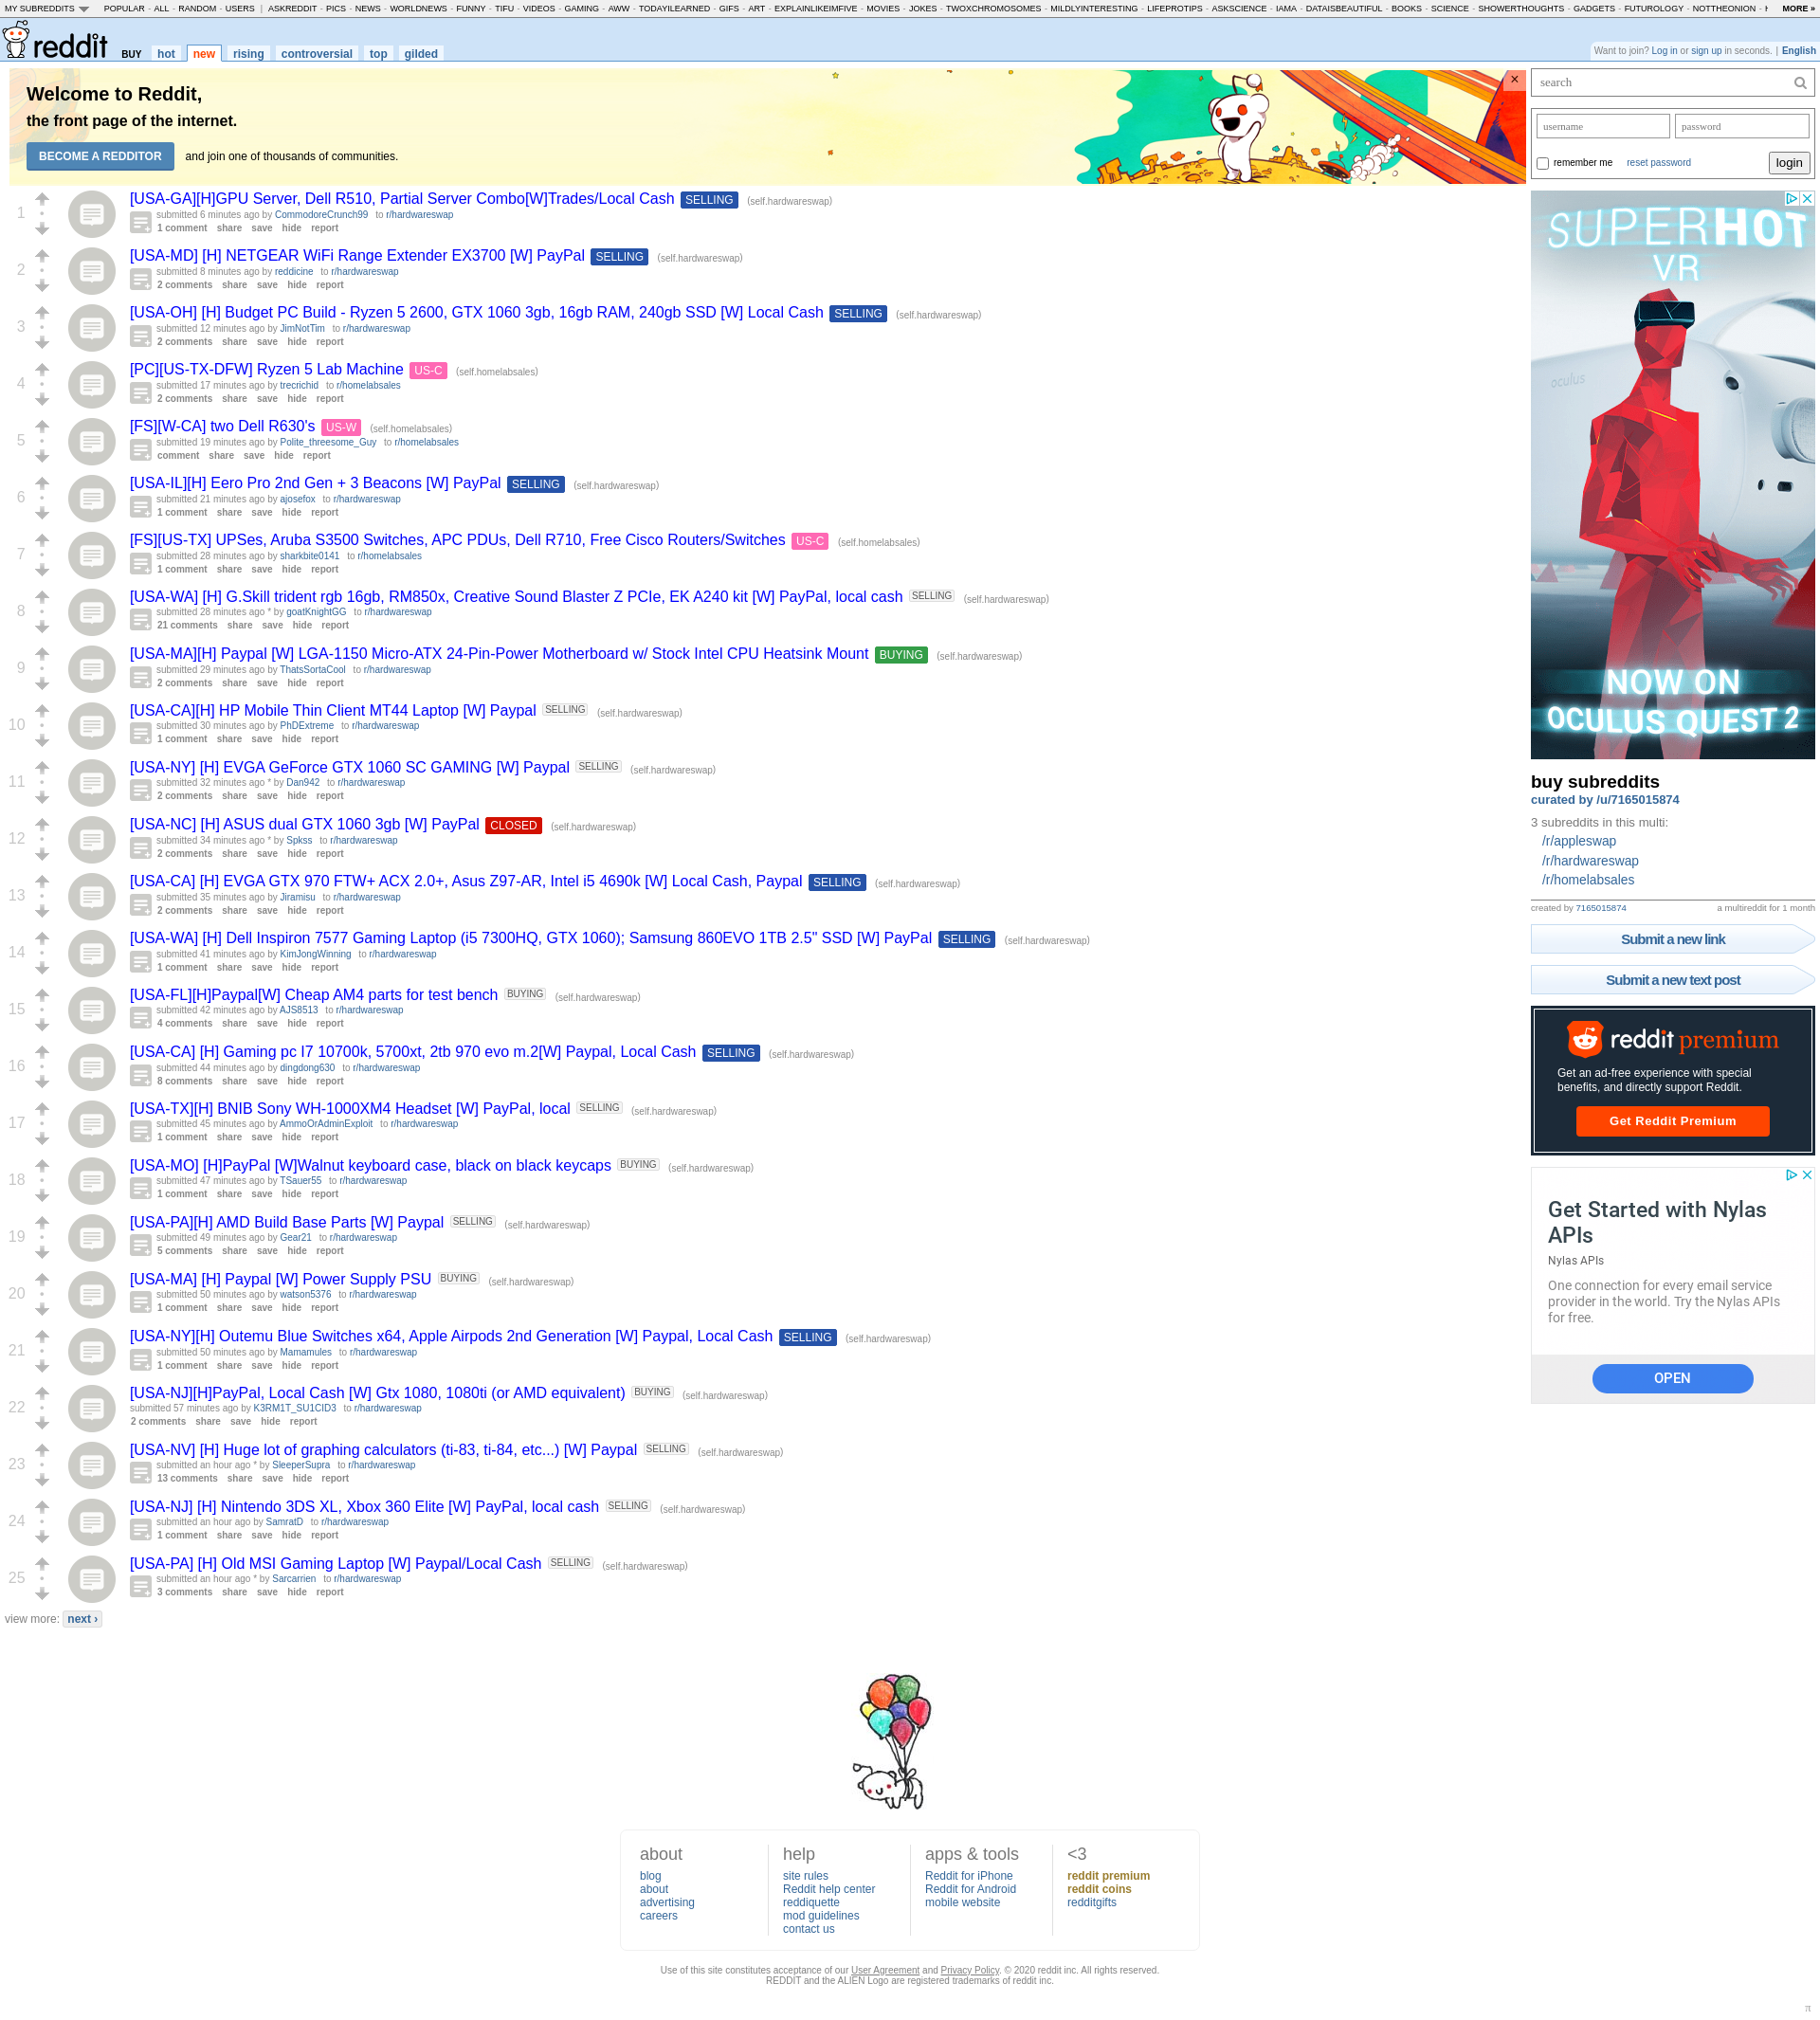 MY SUBREDDITS POPULAR - ALL - RANDOM - USERS | ASKREDDIT - PICS - NEWS - WORLDNEWS - FUNNY - TIFU - VIDEOS - GAMING - AWW - TODAYILEARNED - GIFS - ART - EXPLAINLIKEIMFIVE - MOVIES - JOKES - TWOXCHROMOSOMES - MILDLYINTERESTING - LIFEPROTIPS - ASKSCIENCE - IAMA - DATAISBEAUTIFUL - BOOKS - SCIENCE - SHOWERTHOUGHTS - GADGETS - FUTUROLOGY - NOTTHEONION - MORE »
reddit BUY hot new rising controversial top gilded
Want to join? Log in or sign up in seconds. | English
Welcome to Reddit,
the front page of the internet.
BECOME A REDDITOR and join one of thousands of communities.
×
1
[USA-GA][H]GPU Server, Dell R510, Partial Server Combo[W]Trades/Local Cash SELLING (self.hardwareswap)
submitted 6 minutes ago by CommodoreCrunch99 to r/hardwareswap
1 comment share save hide report
2
[USA-MD] [H] NETGEAR WiFi Range Extender EX3700 [W] PayPal SELLING (self.hardwareswap)
submitted 8 minutes ago by reddicine to r/hardwareswap
2 comments share save hide report
3
[USA-OH] [H] Budget PC Build - Ryzen 5 2600, GTX 1060 3gb, 16gb RAM, 240gb SSD [W] Local Cash SELLING (self.hardwareswap)
submitted 12 minutes ago by JimNotTim to r/hardwareswap
2 comments share save hide report
4
[PC][US-TX-DFW] Ryzen 5 Lab Machine US-C (self.homelabsales)
submitted 17 minutes ago by trecrichid to r/homelabsales
2 comments share save hide report
5
[FS][W-CA] two Dell R630's US-W (self.homelabsales)
submitted 19 minutes ago by Polite_threesome_Guy to r/homelabsales
comment share save hide report
6
[USA-IL][H] Eero Pro 2nd Gen + 3 Beacons [W] PayPal SELLING (self.hardwareswap)
submitted 21 minutes ago by ajosefox to r/hardwareswap
1 comment share save hide report
7
[FS][US-TX] UPSes, Aruba S3500 Switches, APC PDUs, Dell R710, Free Cisco Routers/Switches US-C (self.homelabsales)
submitted 28 minutes ago by sharkbite0141 to r/homelabsales
1 comment share save hide report
8
[USA-WA] [H] G.Skill trident rgb 16gb, RM850x, Creative Sound Blaster Z PCIe, EK A240 kit [W] PayPal, local cash SELLING (self.hardwareswap)
submitted 28 minutes ago * by goatKnightGG to r/hardwareswap
21 comments share save hide report
9
[USA-MA][H] Paypal [W] LGA-1150 Micro-ATX 24-Pin-Power Motherboard w/ Stock Intel CPU Heatsink Mount BUYING (self.hardwareswap)
submitted 29 minutes ago by ThatsSortaCool to r/hardwareswap
2 comments share save hide report
10
[USA-CA][H] HP Mobile Thin Client MT44 Laptop [W] Paypal SELLING (self.hardwareswap)
submitted 30 minutes ago by PhDExtreme to r/hardwareswap
1 comment share save hide report
11
[USA-NY] [H] EVGA GeForce GTX 1060 SC GAMING [W] Paypal SELLING (self.hardwareswap)
submitted 32 minutes ago * by Dan942 to r/hardwareswap
2 comments share save hide report
12
[USA-NC] [H] ASUS dual GTX 1060 3gb [W] PayPal CLOSED (self.hardwareswap)
submitted 34 minutes ago * by Spkss to r/hardwareswap
2 comments share save hide report
13
[USA-CA] [H] EVGA GTX 970 FTW+ ACX 2.0+, Asus Z97-AR, Intel i5 4690k [W] Local Cash, Paypal SELLING (self.hardwareswap)
submitted 35 minutes ago by Jiramisu to r/hardwareswap
2 comments share save hide report
14
[USA-WA] [H] Dell Inspiron 7577 Gaming Laptop (i5 7300HQ, GTX 1060); Samsung 860EVO 1TB 2.5" SSD [W] PayPal SELLING (self.hardwareswap)
submitted 41 minutes ago by KimJongWinning to r/hardwareswap
1 comment share save hide report
15
[USA-FL][H]Paypal[W] Cheap AM4 parts for test bench BUYING (self.hardwareswap)
submitted 42 minutes ago by AJS8513 to r/hardwareswap
4 comments share save hide report
16
[USA-CA] [H] Gaming pc I7 10700k, 5700xt, 2tb 970 evo m.2[W] Paypal, Local Cash SELLING (self.hardwareswap)
submitted 44 minutes ago by dingdong630 to r/hardwareswap
8 comments share save hide report
17
[USA-TX][H] BNIB Sony WH-1000XM4 Headset [W] PayPal, local SELLING (self.hardwareswap)
submitted 45 minutes ago by AmmoOrAdminExploit to r/hardwareswap
1 comment share save hide report
18
[USA-MO] [H]PayPal [W]Walnut keyboard case, black on black keycaps BUYING (self.hardwareswap)
submitted 47 minutes ago by TSauer55 to r/hardwareswap
1 comment share save hide report
19
[USA-PA][H] AMD Build Base Parts [W] Paypal SELLING (self.hardwareswap)
submitted 49 minutes ago by Gear21 to r/hardwareswap
5 comments share save hide report
20
[USA-MA] [H] Paypal [W] Power Supply PSU BUYING (self.hardwareswap)
submitted 50 minutes ago by watson5376 to r/hardwareswap
1 comment share save hide report
21
[USA-NY][H] Outemu Blue Switches x64, Apple Airpods 2nd Generation [W] Paypal, Local Cash SELLING (self.hardwareswap)
submitted 50 minutes ago by Mamamules to r/hardwareswap
1 comment share save hide report
22
[USA-NJ][H]PayPal, Local Cash [W] Gtx 1080, 1080ti (or AMD equivalent) BUYING (self.hardwareswap)
submitted 57 minutes ago by K3RM1T_SU1CID3 to r/hardwareswap
2 comments share save hide report
23
[USA-NV] [H] Huge lot of graphing calculators (ti-83, ti-84, etc...) [W] Paypal SELLING (self.hardwareswap)
submitted an hour ago * by SleeperSupra to r/hardwareswap
13 comments share save hide report
24
[USA-NJ] [H] Nintendo 3DS XL, Xbox 360 Elite [W] PayPal, local cash SELLING (self.hardwareswap)
submitted an hour ago by SamratD to r/hardwareswap
1 comment share save hide report
25
[USA-PA] [H] Old MSI Gaming Laptop [W] Paypal/Local Cash SELLING (self.hardwareswap)
submitted an hour ago * by Sarcarrien to r/hardwareswap
3 comments share save hide report
view more: next ›
search
username password
remember me reset password login
SUPERHOT
VR
oculus
NOW ON
OCULUS QUEST 2
buy subreddits
curated by /u/7165015874
3 subreddits in this multi:
/r/appleswap
/r/hardwareswap
/r/homelabsales
created by 7165015874 a multireddit for 1 month
Submit a new link
Submit a new text post
reddit premium
Get an ad-free experience with special
benefits, and directly support Reddit.
Get Reddit Premium
Get Started with Nylas
APIs
Nylas APIs
One connection for every email service
provider in the world. Try the Nylas APIs
for free.
OPEN
about
blog
about
advertising
careers
help
site rules
Reddit help center
reddiquette
mod guidelines
contact us
apps & tools
Reddit for iPhone
Reddit for Android
mobile website
<3
reddit premium
reddit coins
redditgifts
Use of this site constitutes acceptance of our User Agreement and Privacy Policy. © 2020 reddit inc. All rights reserved.
REDDIT and the ALIEN Logo are registered trademarks of reddit inc.
π